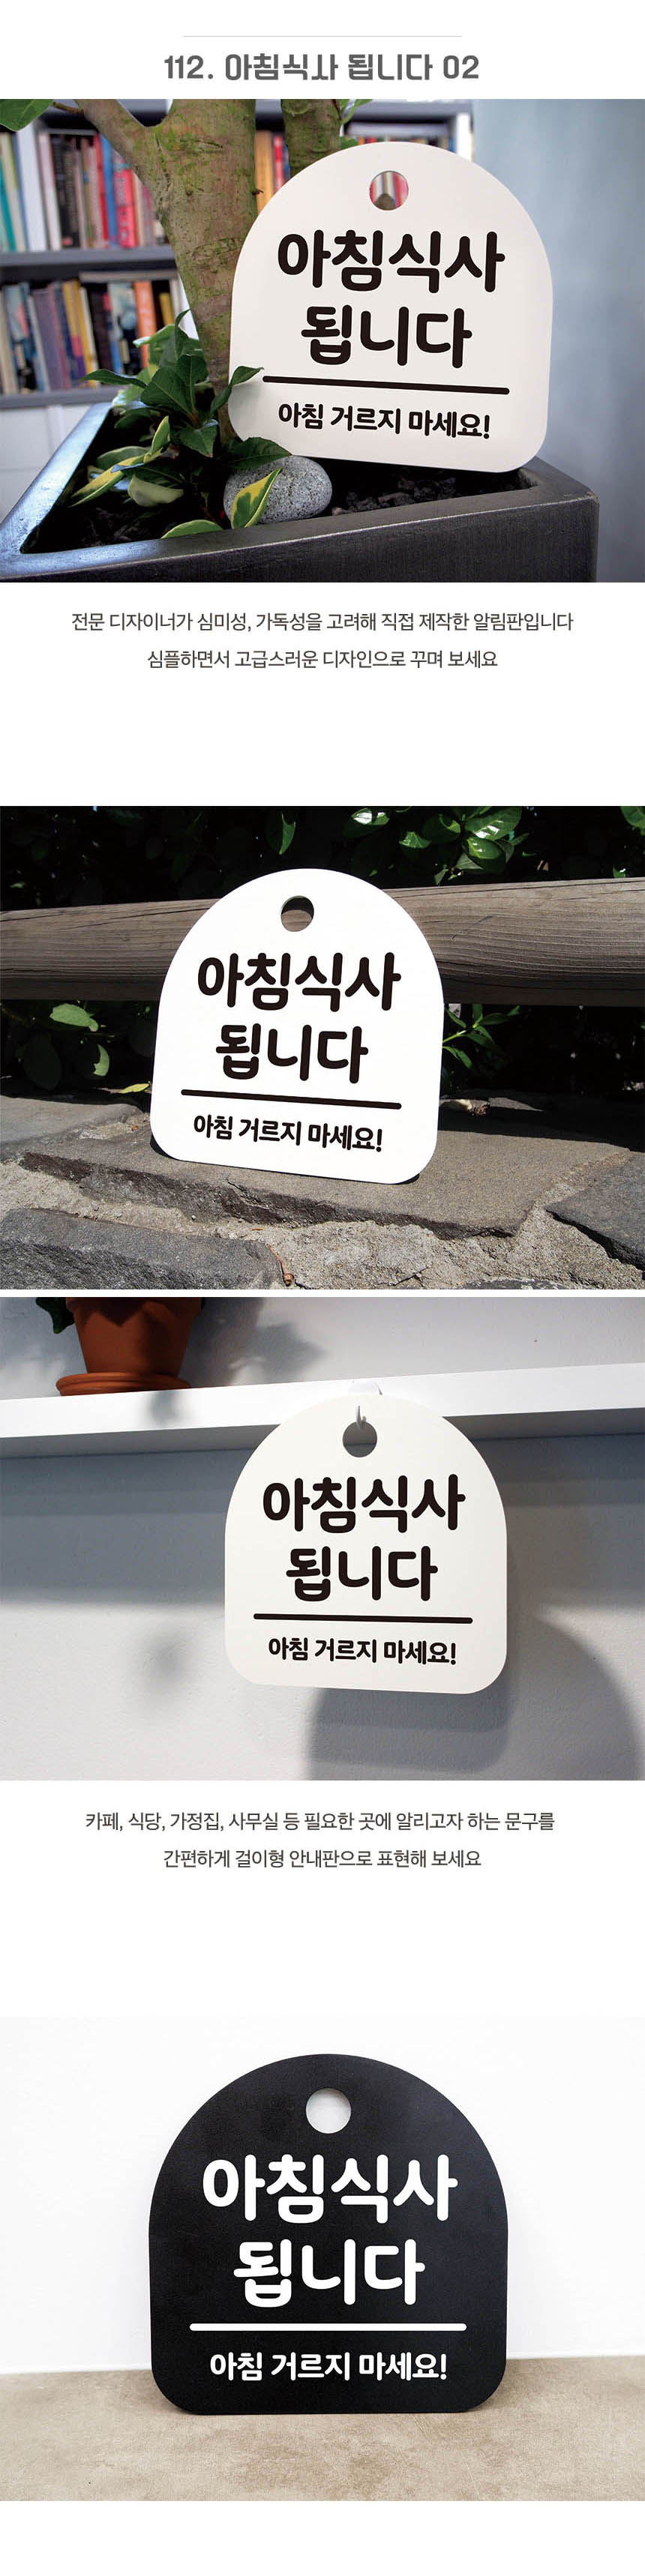 112. 아침식사 됩니다 02
아침식사
됩니다
아침 거르지 마세요!
전문 디자이너가 심미성, 가독성을 고려해 직접 제작한 알림판입니다
심플하면서 고급스러운 디자인으로 꾸며 보세요
아침식사
됩니다
아침 거르지 마세요!
아침식사
됩니다
아침 거르지 마세요!
카페, 식당, 가정집, 사무실 등 필요한 곳에 알리고자 하는 문구를
간편하게 걸이형 안내판으로 표현해 보세요
아침식사
됩니다
아침 거르지 마세요!